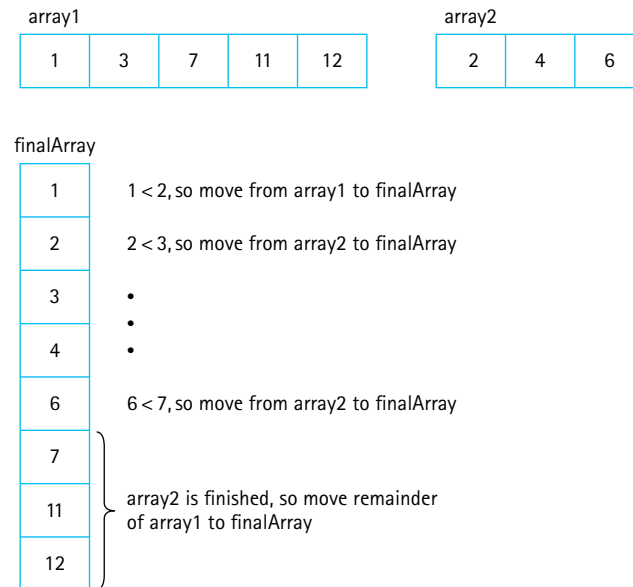 array1 array2
1 3 7 11 12 2 4 6
finalArray
1 1 < 2, so move from array1 to finalArray
2 2 < 3, so move from array2 to finalArray
3 •
•
4 •
6 6 < 7, so move from array2 to finalArray
7
array2 is finished, so move remainder
11 of array1 to finalArray
12